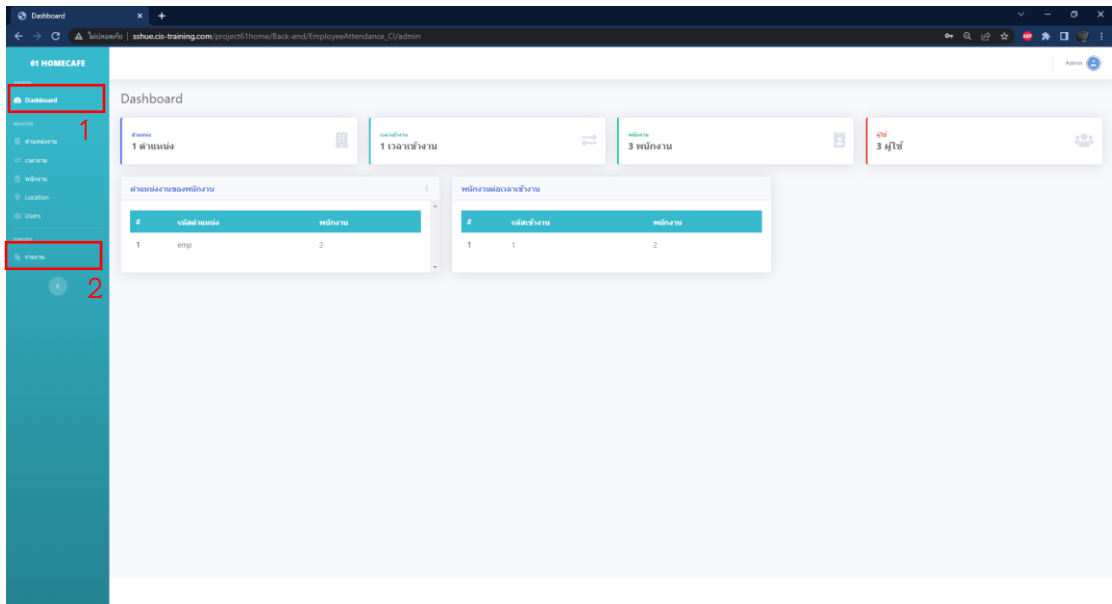 Dashboard
ไม่ปลอดภัย | sshue.cis-training.com/project61home/Back-end/EmployeeAttendance_CI/admin
61 HOMECAFE
Admin
Dashboard
1
MASTER
ตำแหน่งงาน
เวลางาน
พนักงาน
Location
Users
REPORT
รายงาน
2
Dashboard
ตำแหน่ง
1 ตำแหน่ง
เวลาเข้างาน
1 เวลาเข้างาน
พนักงาน
3 พนักงาน
ผู้ใช้
3 ผู้ใช้
ตำแหน่งงานของพนักงาน
# รหัสตำแหน่ง พนักงาน
1 emp 2
พนักงานต่อเวลาเข้างาน
# รหัสเข้างาน พนักงาน
1 1 2